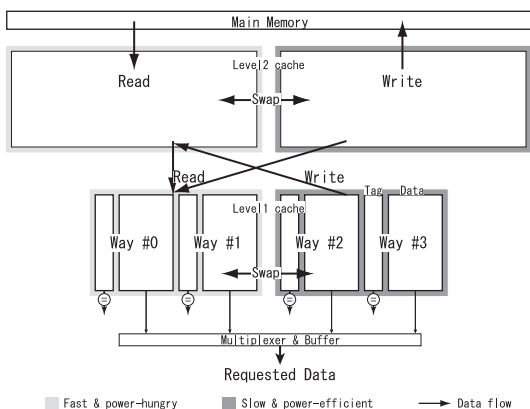 Main Memory
Level2 cache
Read
Write
Swap
Read
Write
Tag Data
Level1 cache
Way #0
Way #1
Way #2
Way #3
Swap
= = = =
Multiplexer & Buffer
Requested Data
Fast & power-hungry
Slow & power-efficient
Data flow